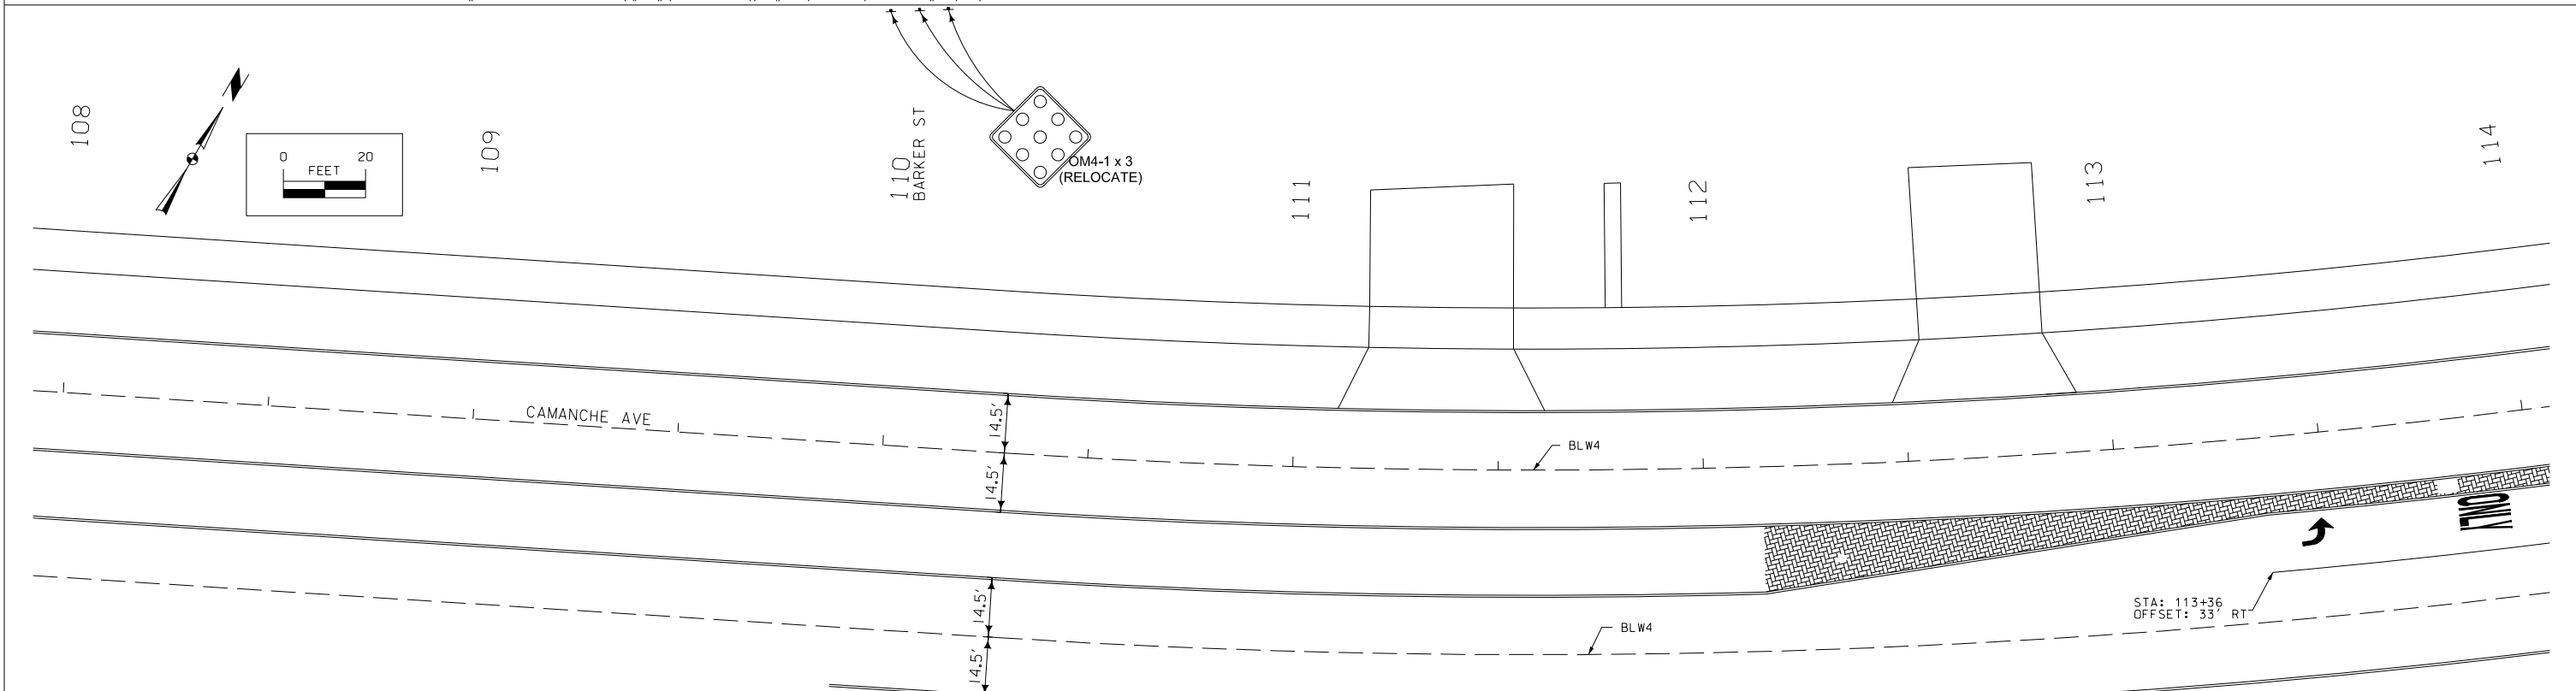 108
109
110
BARKER ST
111
112
113
114
0 20
FEET
OM4-1 x 3
(RELOCATE)
CAMANCHE AVE
14.5'
14.5'
BLW4
14.5'
14.5'
BLW4
ONLY
STA: 113+36
OFFSET: 33' RT